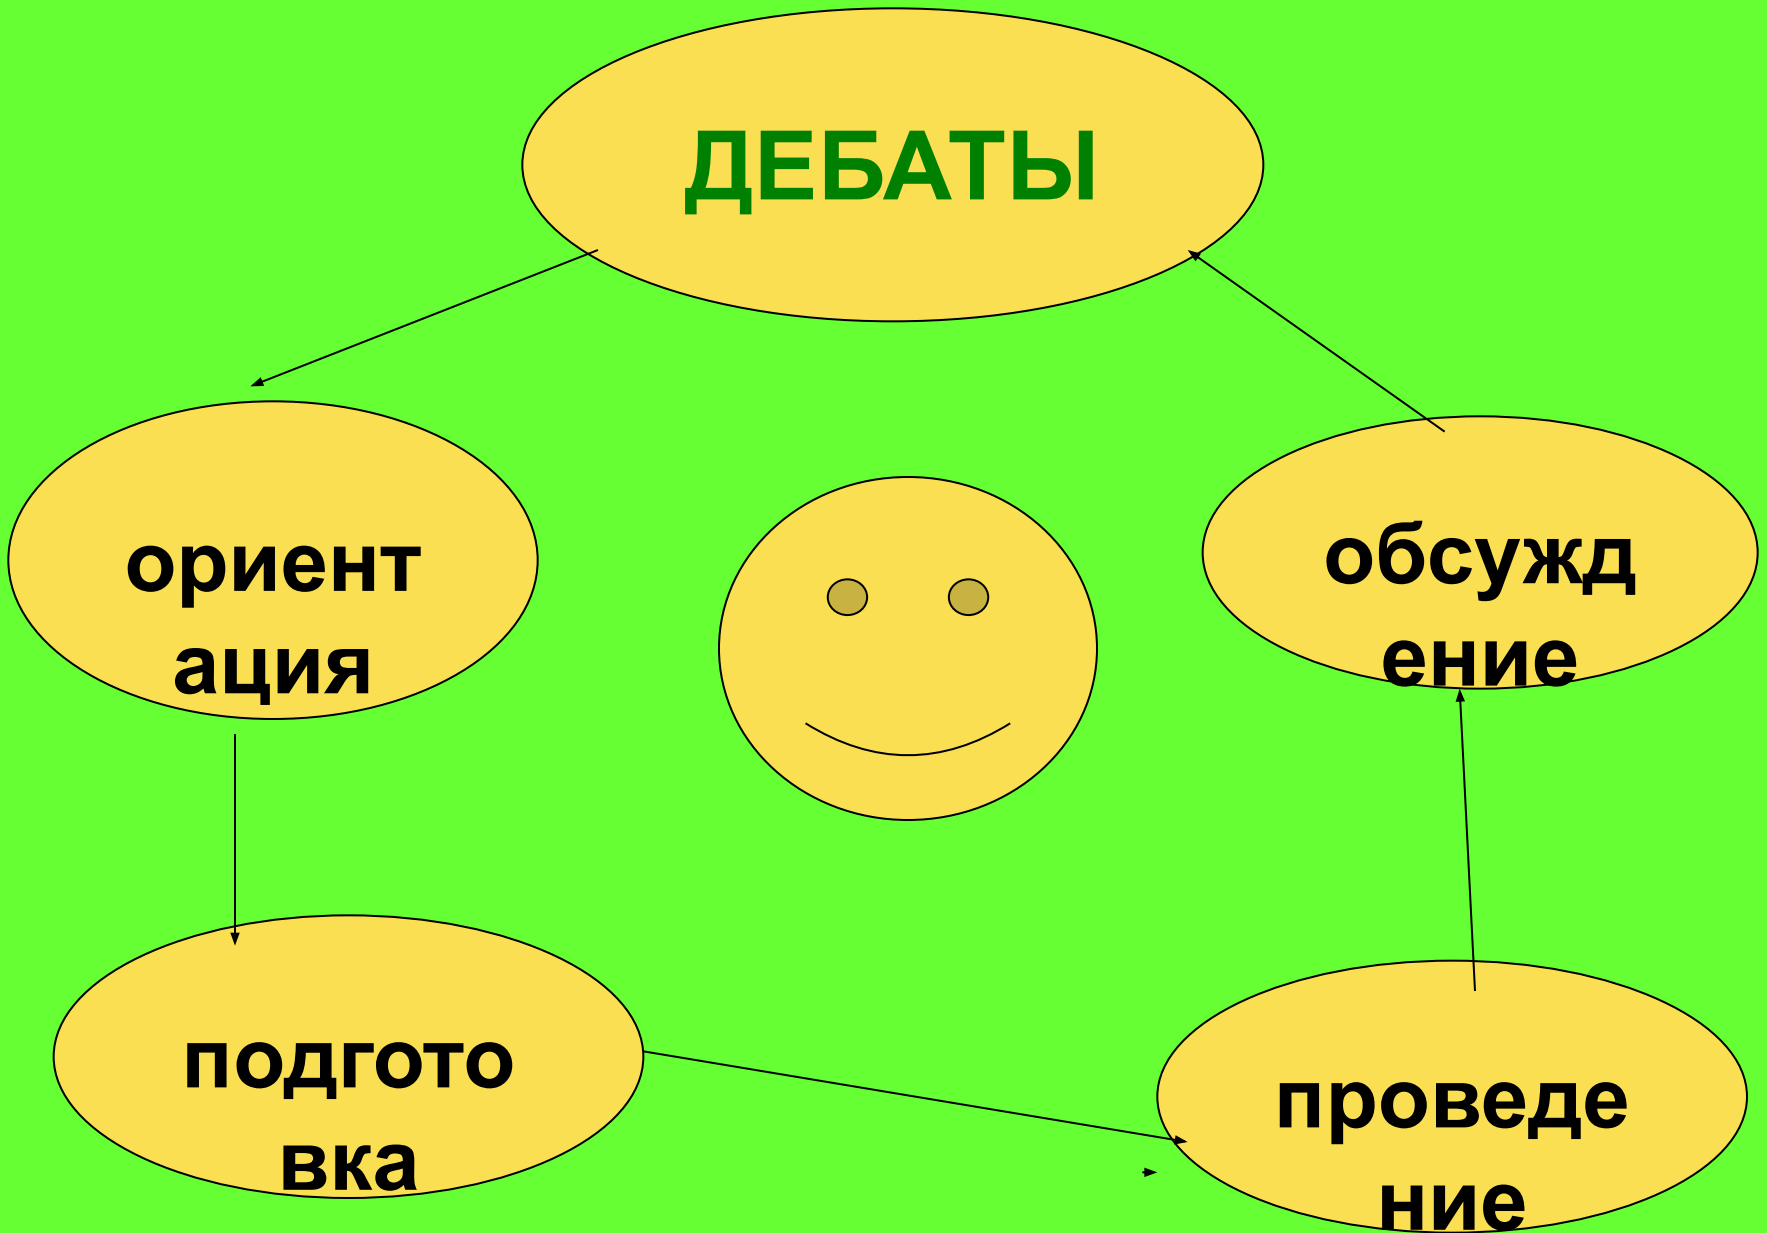 ДЕБАТЫ
ориент
ация
обсужд
ение
подгото
вка
проведе
ние